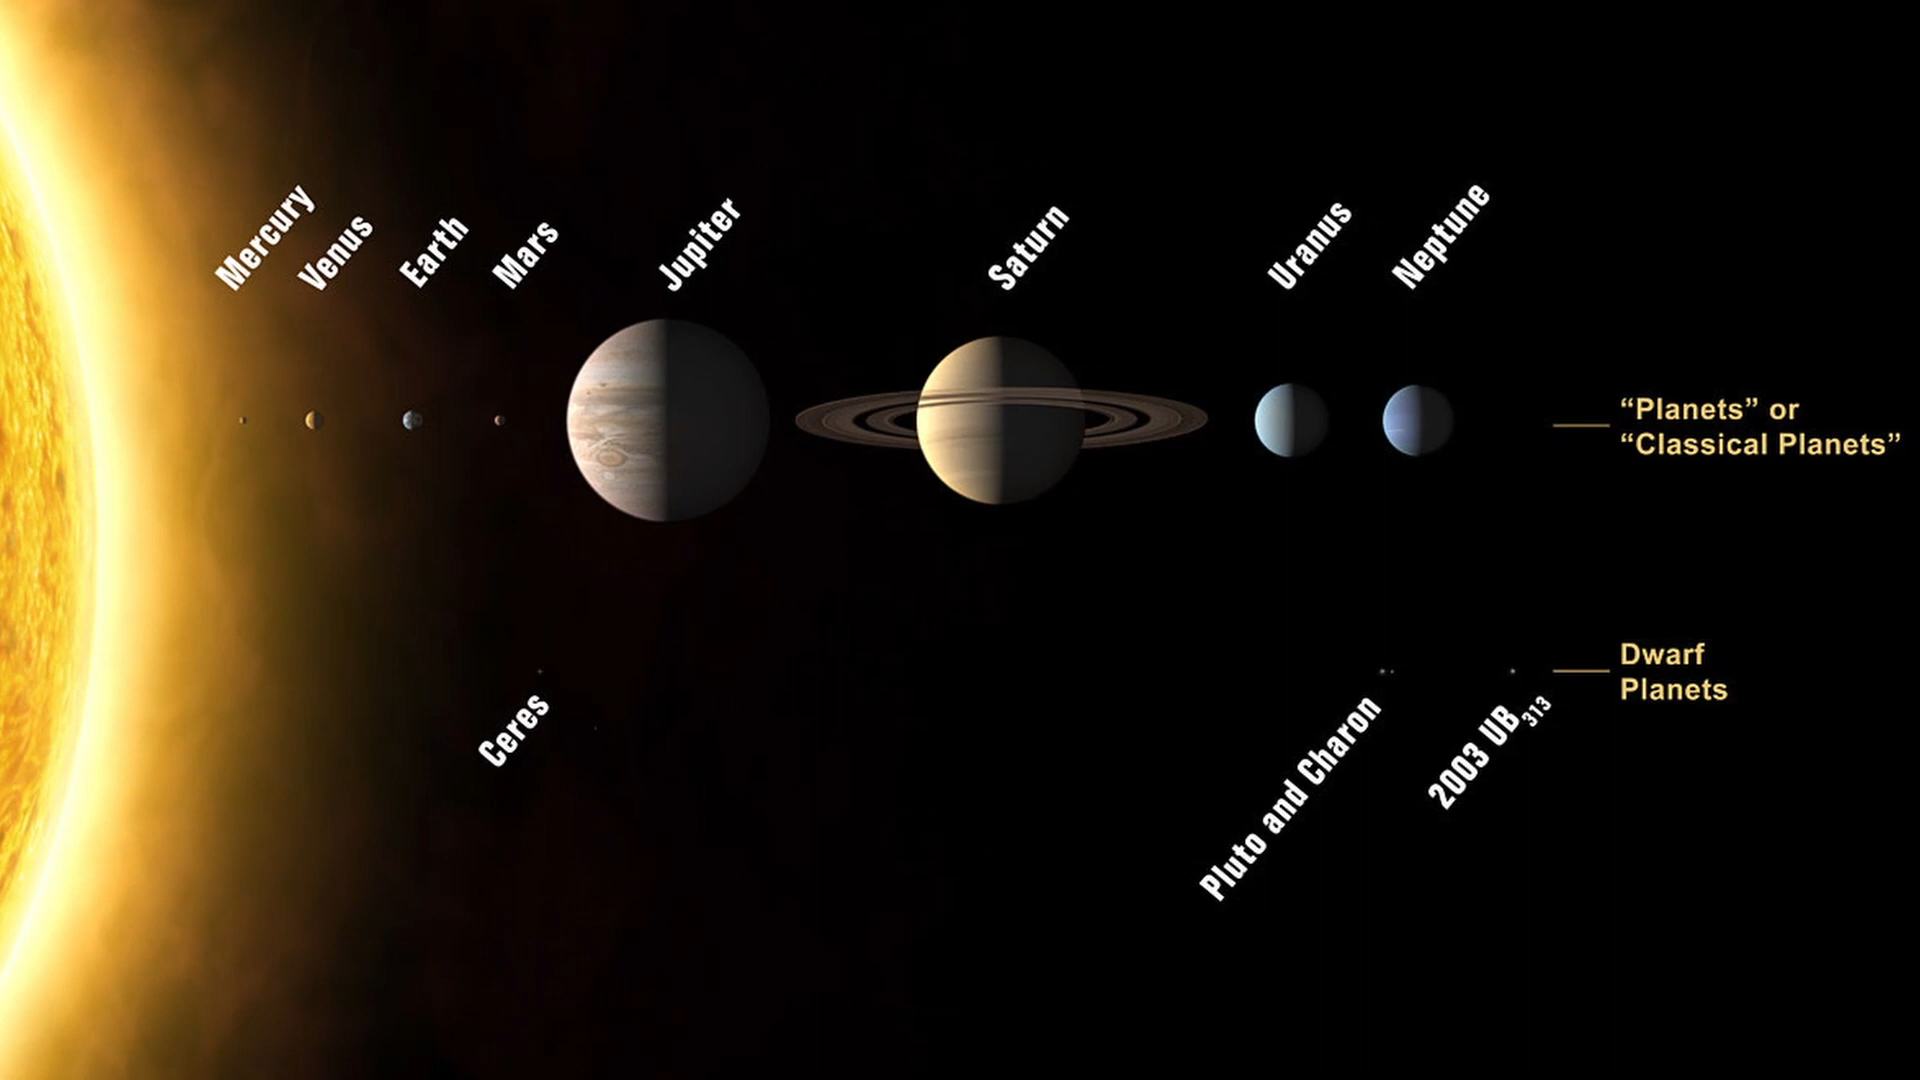 Mercury
Venus
Earth
Mars
Jupiter
Saturn
Uranus
Neptune
“Planets” or
“Classical Planets”
Ceres
Pluto and Charon
2003 UB₃₁₃
Dwarf
Planets